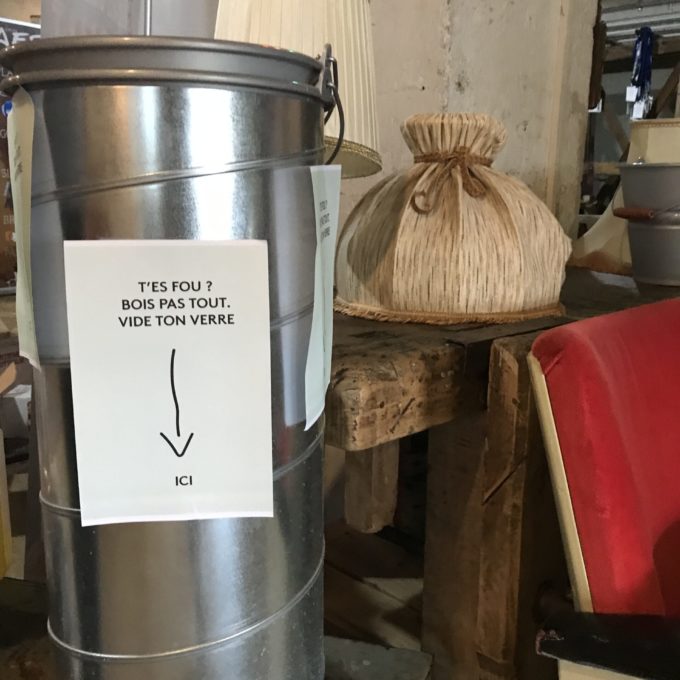 T'ES FOU ?
BOIS PAS TOUT.
VIDE TON VERRE
ICI